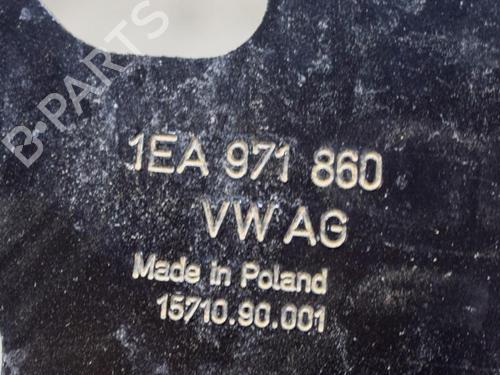 B-PARTS
1EA 971 860
VW AG
Made in Poland
15710.90.001